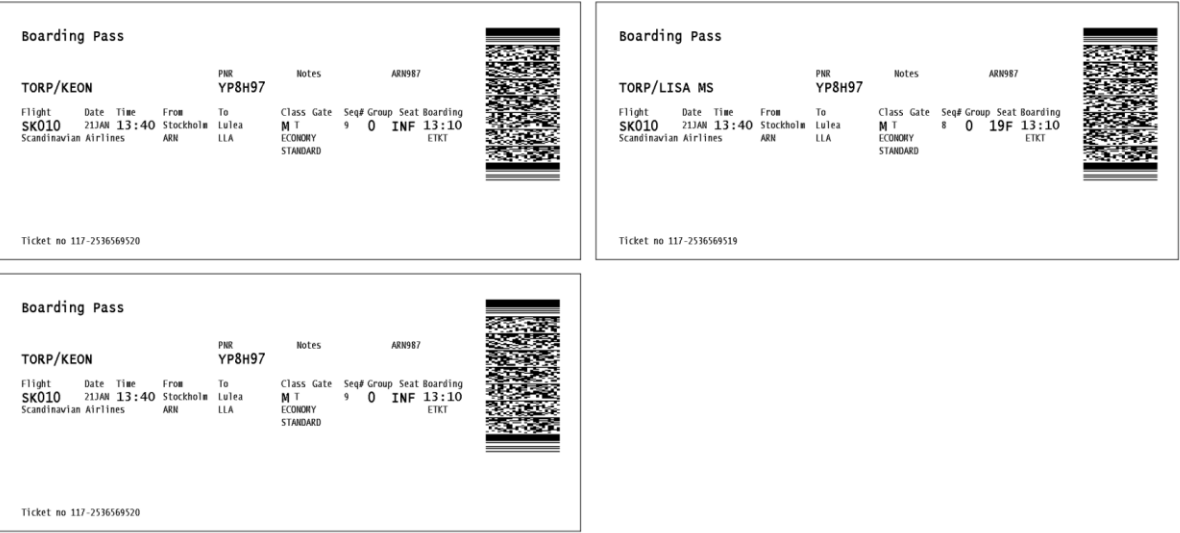 Boarding Pass
PNR Notes ARN987
TORP/KEON YP8H97
Flight Date Time From To Class Gate Seq# Group Seat Boarding
SK010 21JAN 13:40 Stockholm Lulea M T 9 0 INF 13:10
Scandinavian Airlines ARN LLA ECONOMY ETKT
STANDARD
Ticket no 117-2536569520
Boarding Pass
PNR Notes ARN987
TORP/LISA MS YP8H97
Flight Date Time From To Class Gate Seq# Group Seat Boarding
SK010 21JAN 13:40 Stockholm Lulea M T 8 0 19F 13:10
Scandinavian Airlines ARN LLA ECONOMY ETKT
STANDARD
Ticket no 117-2536569519
Boarding Pass
PNR Notes ARN987
TORP/KEON YP8H97
Flight Date Time From To Class Gate Seq# Group Seat Boarding
SK010 21JAN 13:40 Stockholm Lulea M T 9 0 INF 13:10
Scandinavian Airlines ARN LLA ECONOMY ETKT
STANDARD
Ticket no 117-2536569520